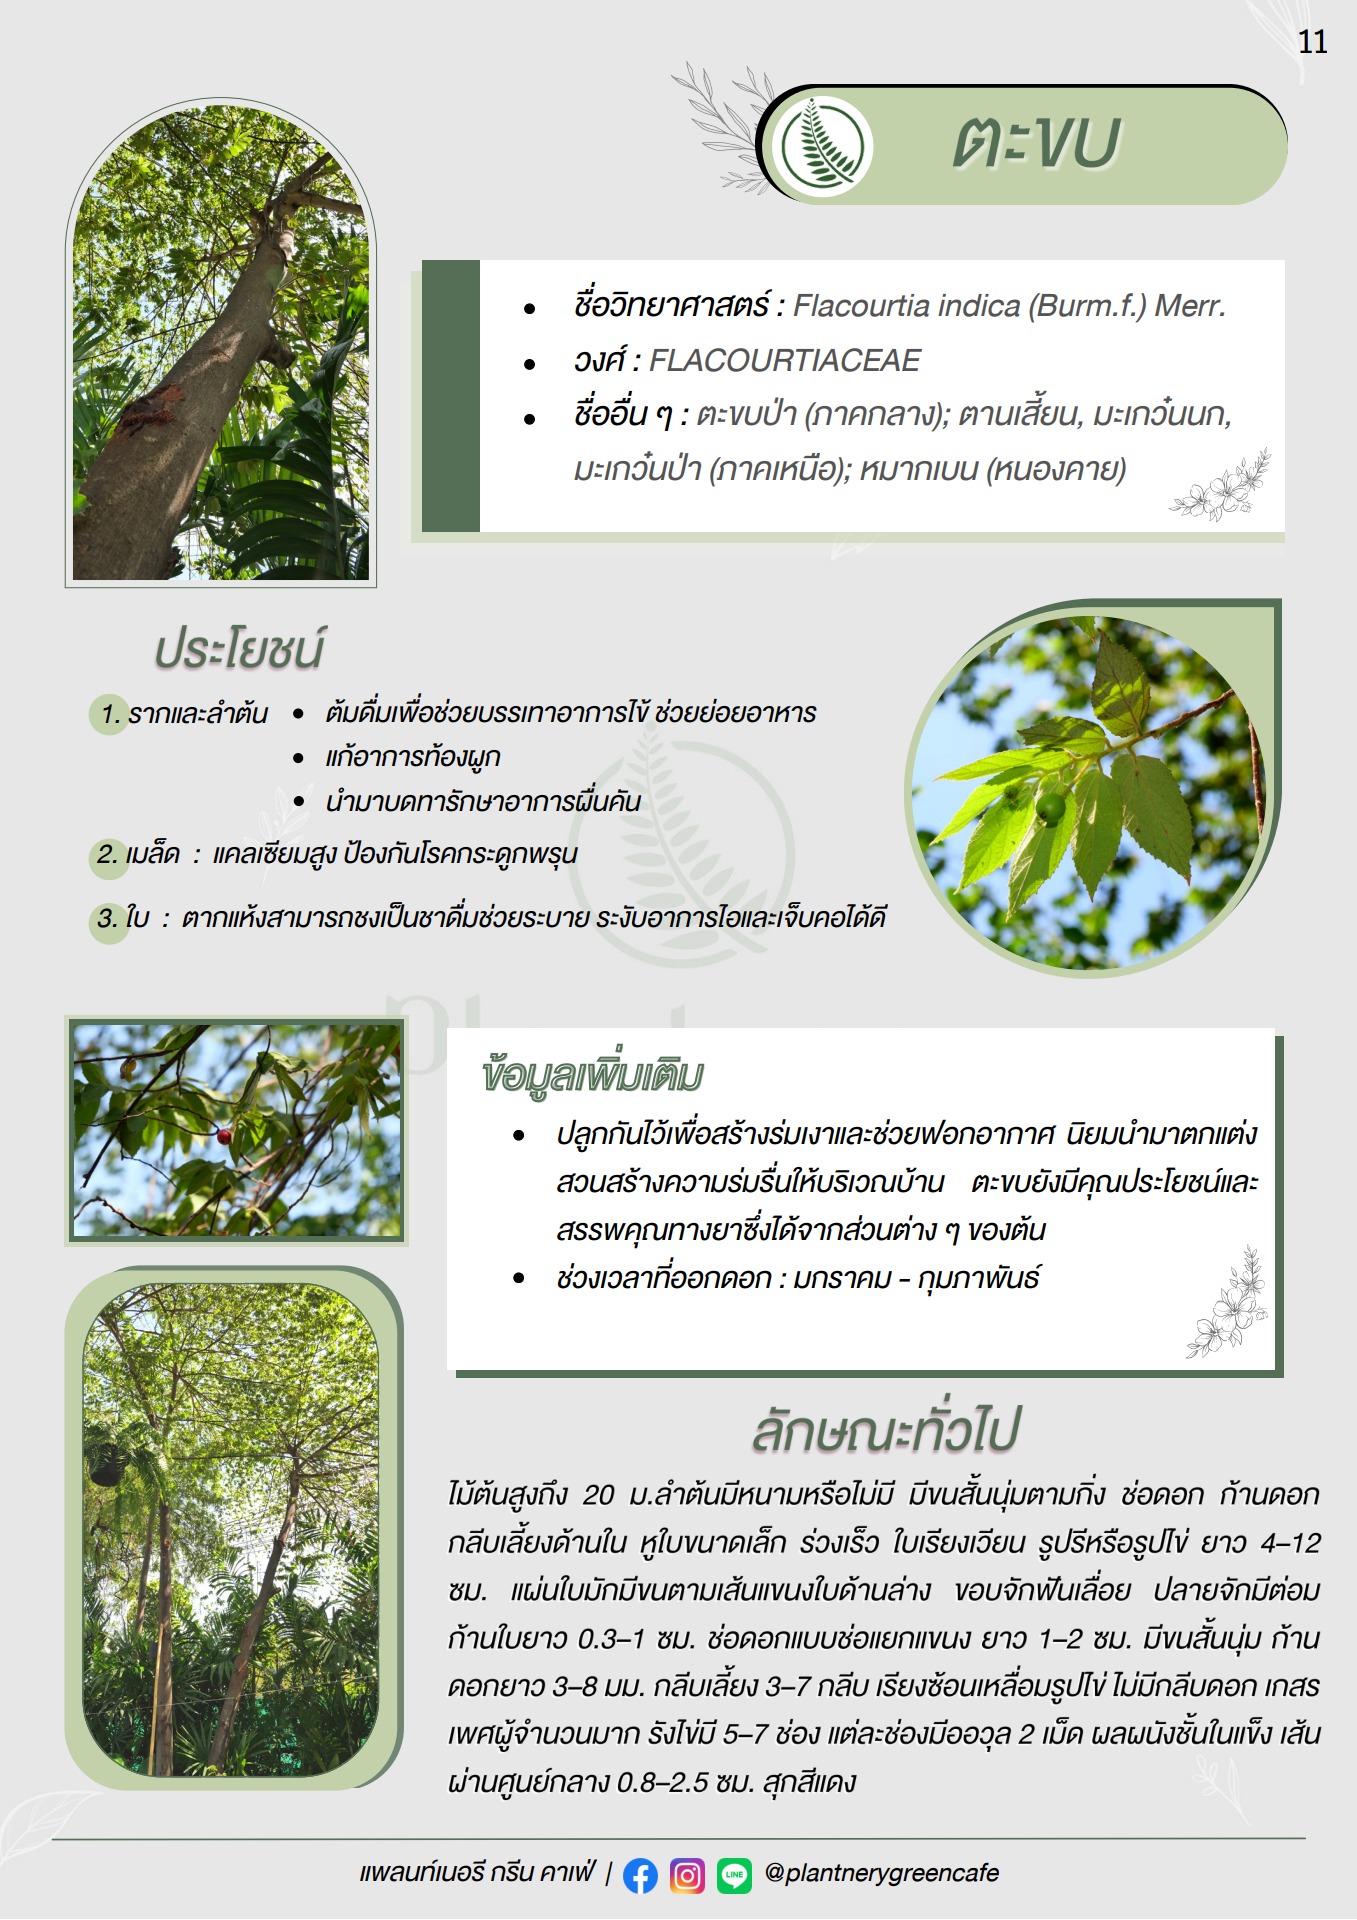 11
ตะขบ
ชื่อวิทยาศาสตร์ : Flacourtia indica (Burm.f.) Merr.
วงศ์ : FLACOURTIACEAE
ชื่ออื่น ๆ : ตะขบป่า (ภาคกลาง); ตานเสี้ยน, มะเกว๋นนก,
มะเกว๋นป่า (ภาคเหนือ); หมากเบน (หนองคาย)
ประโยชน์
1. รากและลำต้น • ต้มดื่มเพื่อช่วยบรรเทาอาการไข้ ช่วยย่อยอาหาร
• แก้อาการท้องผูก
• นำมาบดทารักษาอาการผื่นคัน
2. เมล็ด : แคลเซียมสูง ป้องกันโรคกระดูกพรุน
3. ใบ : ตากแห้งสามารถชงเป็นชาดื่มช่วยระบาย ระงับอาการไอและเจ็บคอได้ดี
ข้อมูลเพิ่มเติม
• ปลูกกันไว้เพื่อสร้างร่มเงาและช่วยฟอกอากาศ นิยมนำมาตกแต่ง
สวนสร้างความร่มรื่นให้บริเวณบ้าน ตะขบยังมีคุณประโยชน์และ
สรรพคุณทางยาซึ่งได้จากส่วนต่าง ๆ ของต้น
• ช่วงเวลาที่ออกดอก : มกราคม - กุมภาพันธ์
ลักษณะทั่วไป
ไม้ต้นสูงถึง 20 ม.ลำต้นมีหนามหรือไม่มี มีขนสั้นนุ่มตามกิ่ง ช่อดอก ก้านดอก
กลีบเลี้ยงด้านใน หูใบขนาดเล็ก ร่วงเร็ว ใบเรียงเวียน รูปรีหรือรูปไข่ ยาว 4–12
ซม. แผ่นใบมักมีขนตามเส้นแขนงใบด้านล่าง ขอบจักฟันเลื่อย ปลายจักมีต่อม
ก้านใบยาว 0.3–1 ซม. ช่อดอกแบบช่อแยกแขนง ยาว 1–2 ซม. มีขนสั้นนุ่ม ก้าน
ดอกยาว 3–8 มม. กลีบเลี้ยง 3–7 กลีบ เรียงซ้อนเหลื่อมรูปไข่ ไม่มีกลีบดอก เกสร
เพศผู้จำนวนมาก รังไข่มี 5–7 ช่อง แต่ละช่องมีออวุล 2 เม็ด ผลผนังชั้นในแข็ง เส้น
ผ่านศูนย์กลาง 0.8–2.5 ซม. สุกสีแดง
แพลนท์เนอรี กรีน คาเฟ่ | LINE @plantnerygreencafe